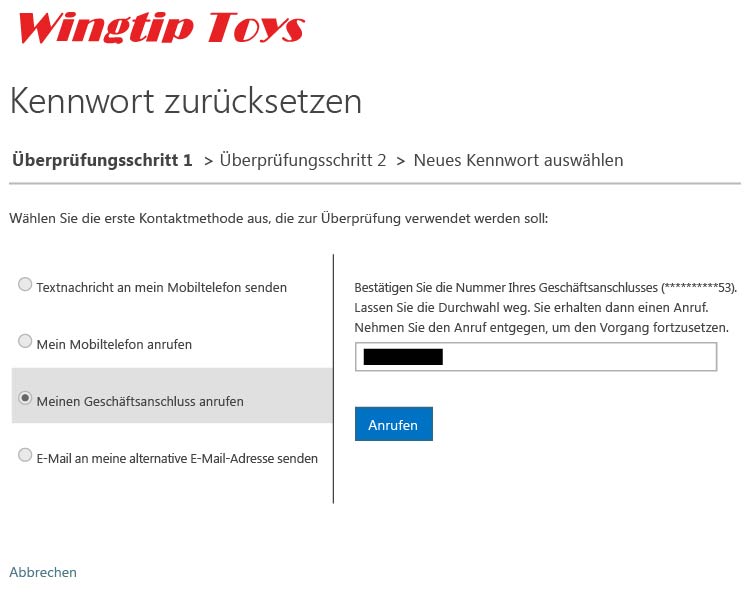 Wingtip Toys
Kennwort zurücksetzen
Überprüfungsschritt 1 > Überprüfungsschritt 2 > Neues Kennwort auswählen
Wählen Sie die erste Kontaktmethode aus, die zur Überprüfung verwendet werden soll:
Textnachricht an mein Mobiltelefon senden
Mein Mobiltelefon anrufen
Meinen Geschäftsanschluss anrufen
E-Mail an meine alternative E-Mail-Adresse senden
Bestätigen Sie die Nummer Ihres Geschäftsanschlusses (**********53).
Lassen Sie die Durchwahl weg. Sie erhalten dann einen Anruf.
Nehmen Sie den Anruf entgegen, um den Vorgang fortzusetzen.
Anrufen
Abbrechen